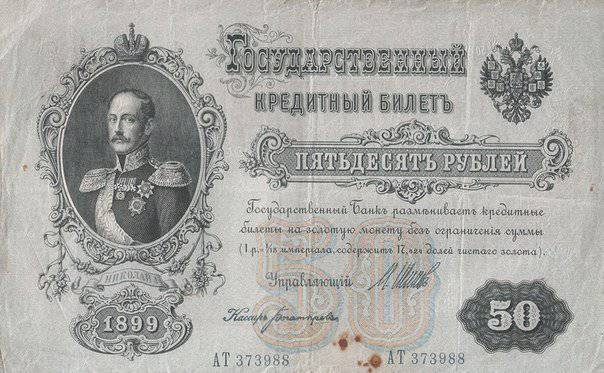 Государственный
кредитный билетъ
пятьдесятъ рублей
Государственный Банкъ размѣниваетъ кредитные
билеты на золотую монету безъ ограниченія суммы
(1 р.= 1/15 имперіала, содержитъ 17,424 долей чистаго золота).
Управляющій
Кассиръ
НИКОЛАЙ I
1899
50
50
АТ 373988
АТ 373988